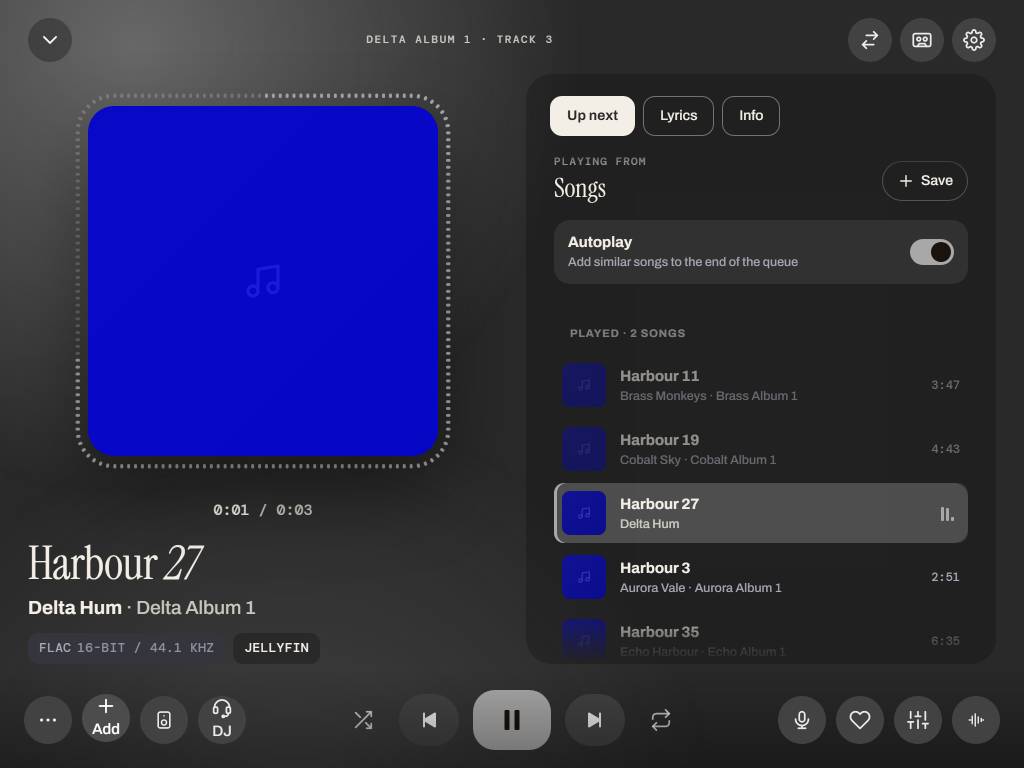 DELTA ALBUM 1 · TRACK 3
Up next
Lyrics
Info
PLAYING FROM
Songs
Save
Autoplay
Add similar songs to the end of the queue
PLAYED · 2 SONGS
Harbour 11
Brass Monkeys · Brass Album 1
3:47
Harbour 19
Cobalt Sky · Cobalt Album 1
4:43
Harbour 27
Delta Hum
Harbour 3
Aurora Vale · Aurora Album 1
2:51
Harbour 35
Echo Harbour · Echo Album 1
6:35
0:01 / 0:03
Harbour 27
Delta Hum · Delta Album 1
FLAC 16-BIT / 44.1 KHZ
JELLYFIN
Add
DJ